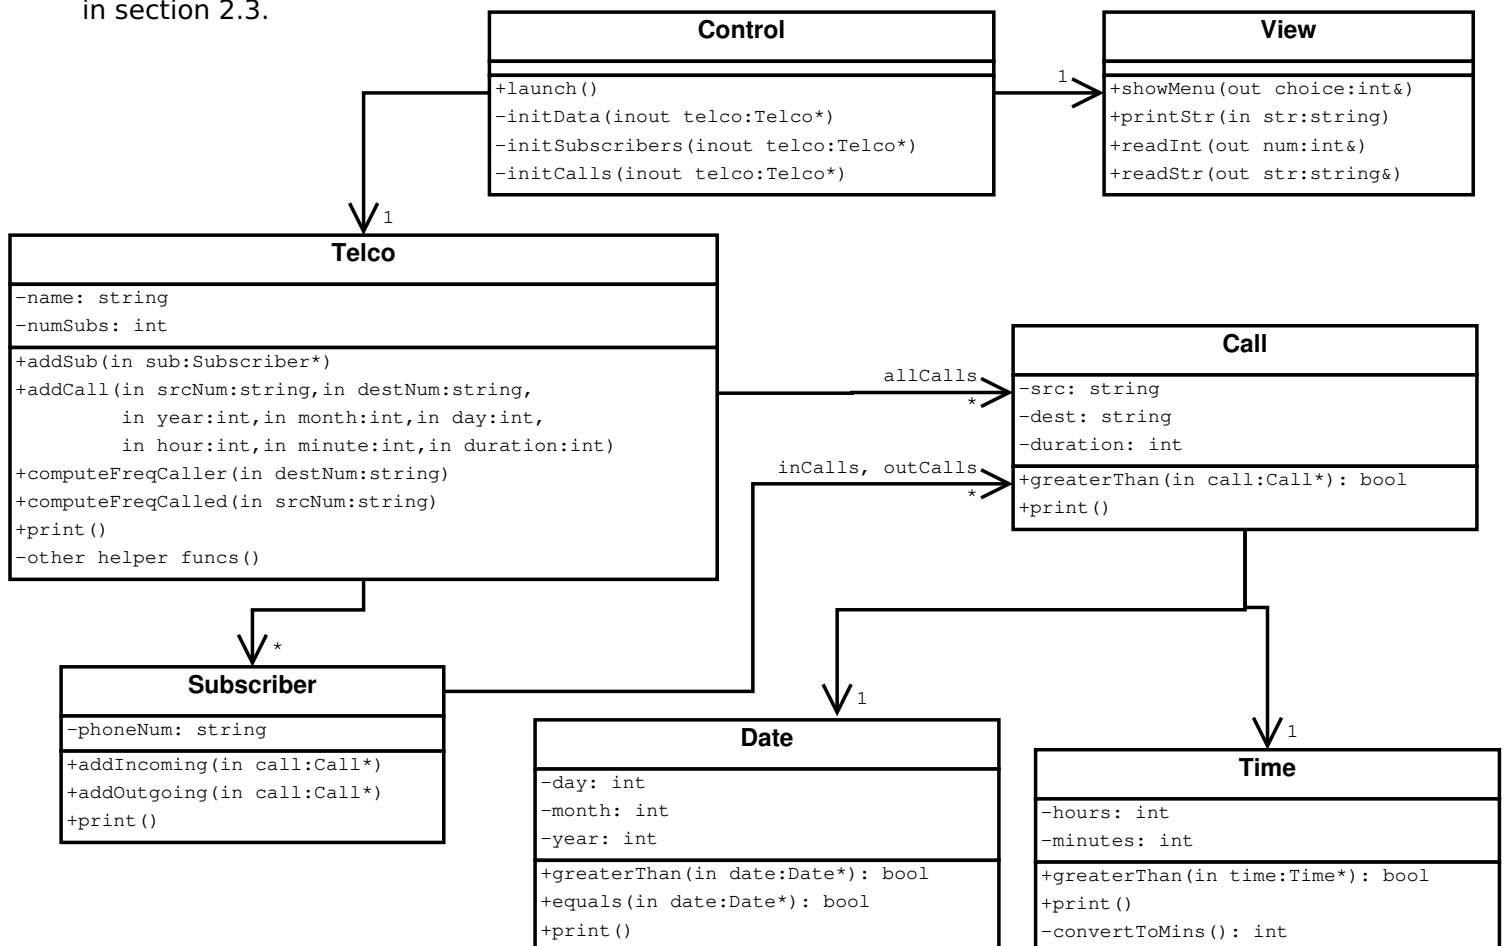 in section 2.3.
Control
+launch()
-initData(inout telco:Telco*)
-initSubscribers(inout telco:Telco*)
-initCalls(inout telco:Telco*)
1
View
+showMenu(out choice:int&)
+printStr(in str:string)
+readInt(out num:int&)
+readStr(out str:string&)
1
Telco
-name: string
-numSubs: int
+addSub(in sub:Subscriber*)
+addCall(in srcNum:string,in destNum:string,
in year:int,in month:int,in day:int,
in hour:int,in minute:int,in duration:int)
+computeFreqCaller(in destNum:string)
+computeFreqCalled(in srcNum:string)
+print()
-other helper funcs()
allCalls
*
inCalls, outCalls
*
Call
-src: string
-dest: string
-duration: int
+greaterThan(in call:Call*): bool
+print()
*
Subscriber
-phoneNum: string
+addIncoming(in call:Call*)
+addOutgoing(in call:Call*)
+print()
1
Date
-day: int
-month: int
-year: int
+greaterThan(in date:Date*): bool
+equals(in date:Date*): bool
+print()
1
Time
-hours: int
-minutes: int
+greaterThan(in time:Time*): bool
+print()
-convertToMins(): int